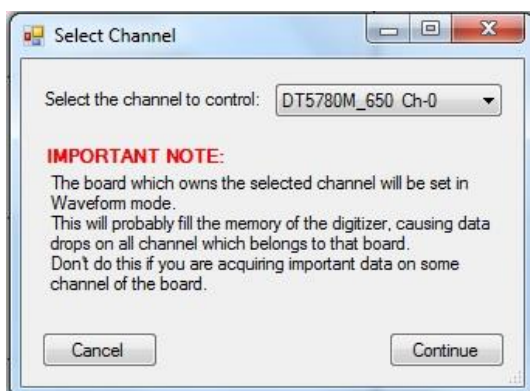 Select Channel
Select the channel to control: DT5780M_650 Ch-0
IMPORTANT NOTE:
The board which owns the selected channel will be set in
Waveform mode.
This will probably fill the memory of the digitizer, causing data
drops on all channel which belongs to that board.
Don't do this if you are acquiring important data on some
channel of the board.
Cancel Continue